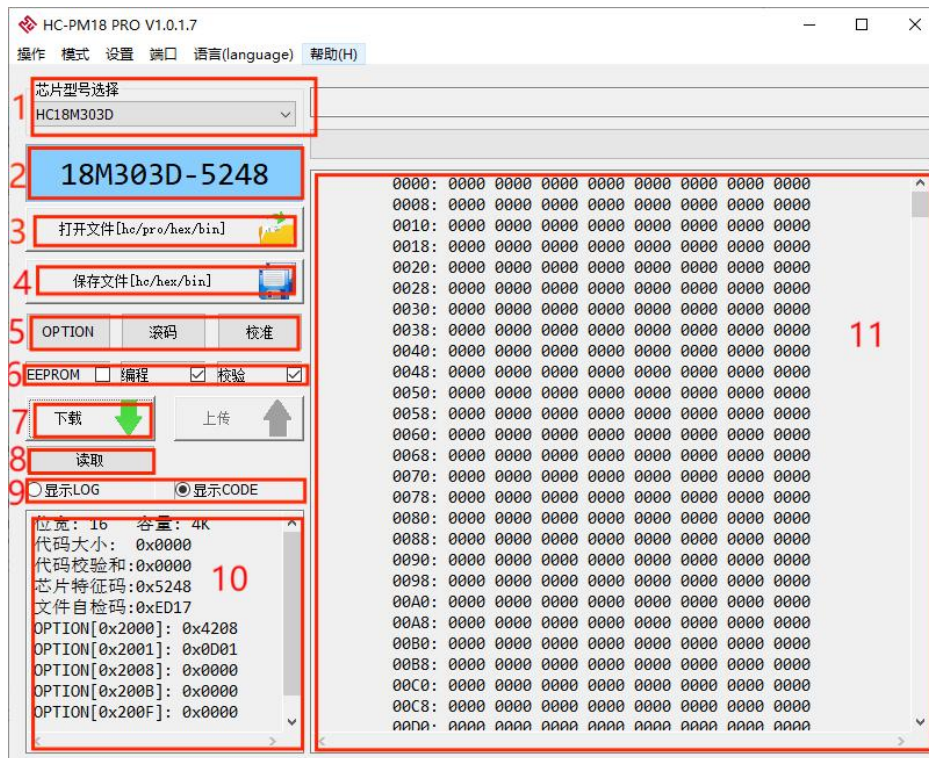 HC-PM18 PRO V1.0.1.7
操作 模式 设置 端口 语言(language) 帮助(H)
芯片型号选择
1
HC18M303D
2
18M303D-5248
3
打开文件[hc/pro/hex/bin]
4
保存文件[hc/hex/bin]
5
OPTION 滚码 校准
6
EEPROM 编程 校验
7
下载 上传
8
读取
9
显示LOG 显示CODE
位宽: 16 容量: 4K
代码大小: 0x0000
代码校验和:0x0000
芯片特征码:0x5248
文件自检码:0xED17
OPTION[0x2000]: 0x4208
OPTION[0x2001]: 0x0D01
OPTION[0x2008]: 0x0000
OPTION[0x200B]: 0x0000
OPTION[0x200F]: 0x0000
10
0000: 0000 0000 0000 0000 0000 0000 0000 0000
0008: 0000 0000 0000 0000 0000 0000 0000 0000
0010: 0000 0000 0000 0000 0000 0000 0000 0000
0018: 0000 0000 0000 0000 0000 0000 0000 0000
0020: 0000 0000 0000 0000 0000 0000 0000 0000
0028: 0000 0000 0000 0000 0000 0000 0000 0000
0030: 0000 0000 0000 0000 0000 0000 0000 0000
0038: 0000 0000 0000 0000 0000 0000 0000 0000
0040: 0000 0000 0000 0000 0000 0000 0000 0000
0048: 0000 0000 0000 0000 0000 0000 0000 0000
0050: 0000 0000 0000 0000 0000 0000 0000 0000
0058: 0000 0000 0000 0000 0000 0000 0000 0000
0060: 0000 0000 0000 0000 0000 0000 0000 0000
0068: 0000 0000 0000 0000 0000 0000 0000 0000
0070: 0000 0000 0000 0000 0000 0000 0000 0000
0078: 0000 0000 0000 0000 0000 0000 0000 0000
0080: 0000 0000 0000 0000 0000 0000 0000 0000
0088: 0000 0000 0000 0000 0000 0000 0000 0000
0090: 0000 0000 0000 0000 0000 0000 0000 0000
0098: 0000 0000 0000 0000 0000 0000 0000 0000
00A0: 0000 0000 0000 0000 0000 0000 0000 0000
00A8: 0000 0000 0000 0000 0000 0000 0000 0000
00B0: 0000 0000 0000 0000 0000 0000 0000 0000
00B8: 0000 0000 0000 0000 0000 0000 0000 0000
00C0: 0000 0000 0000 0000 0000 0000 0000 0000
00C8: 0000 0000 0000 0000 0000 0000 0000 0000
00D0: 0000 0000 0000 0000 0000 0000 0000 0000
11